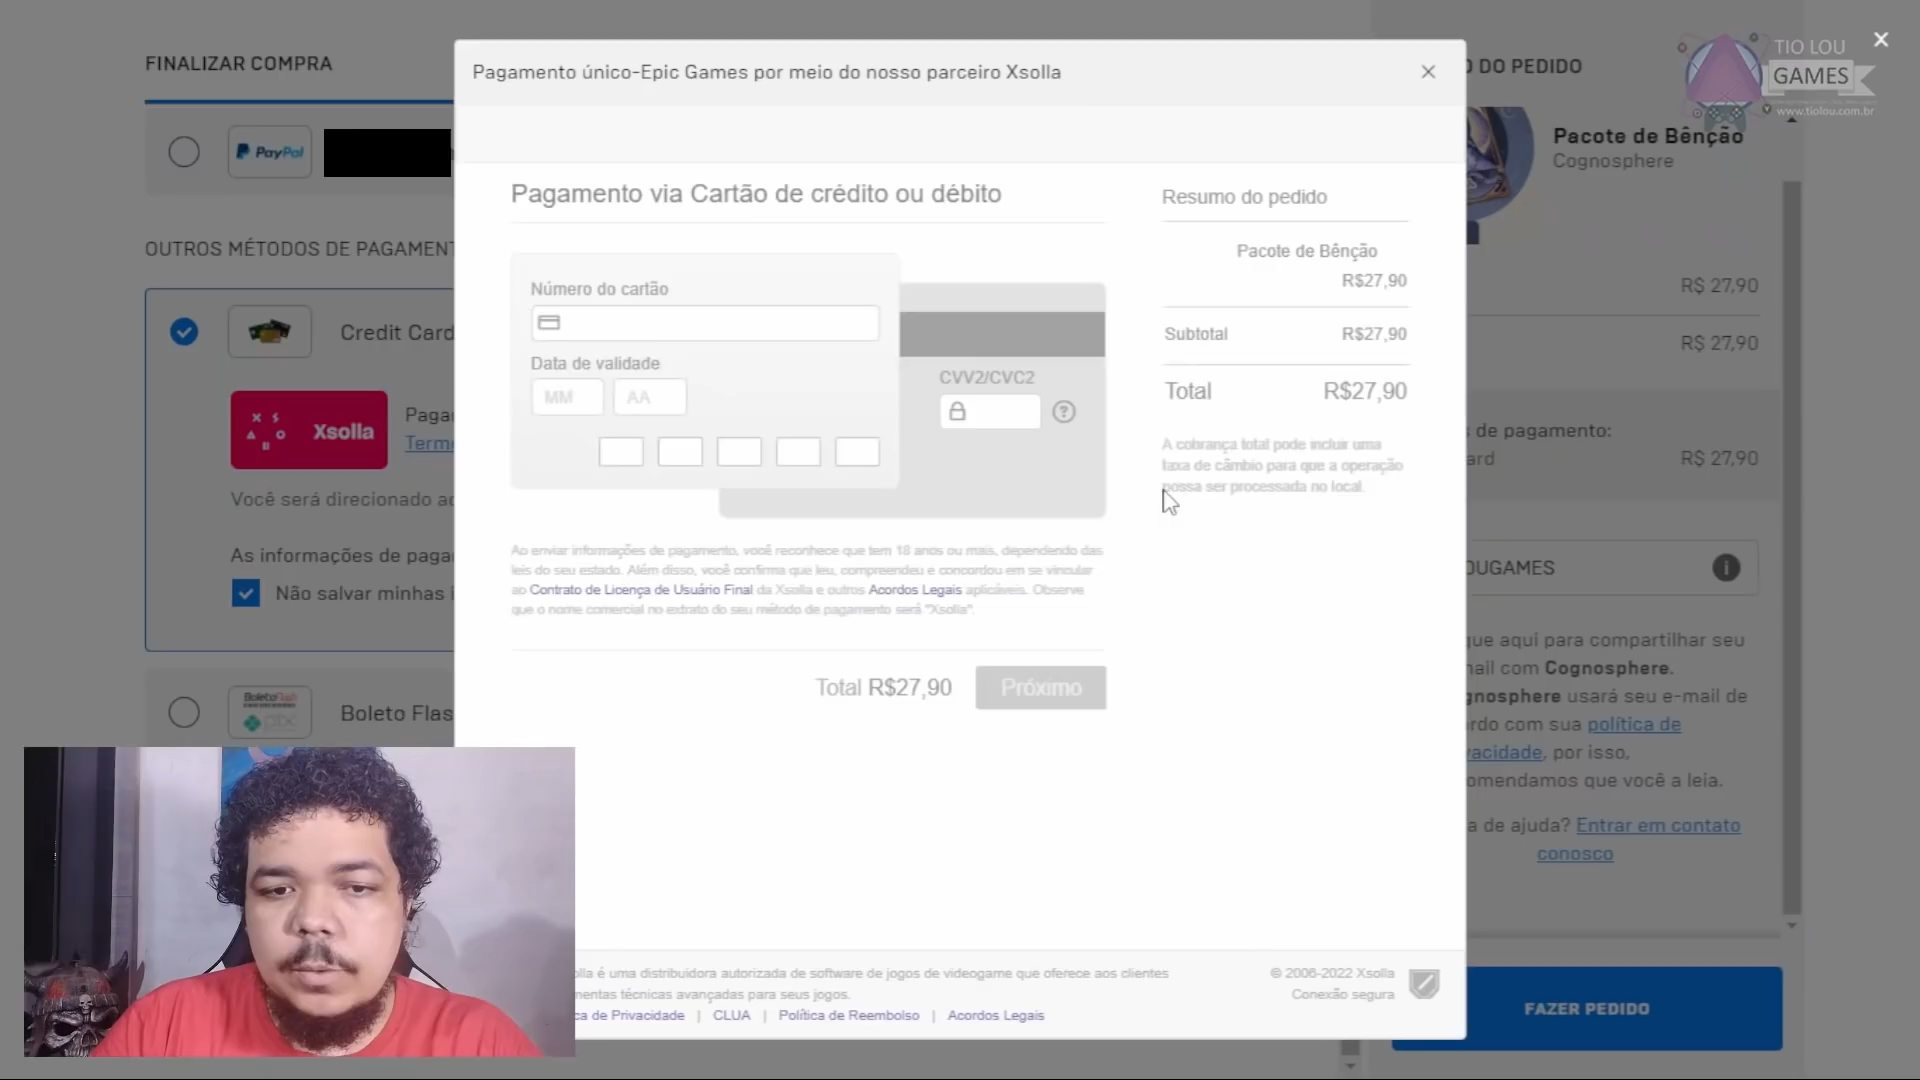 FINALIZAR COMPRA
PayPal
OUTROS MÉTODOS DE PAGAMENT
Credit Card
Xsolla
Paga
Termo
Você será direcionado ao
As informações de paga
Não salvar minhas i
BoletoFlash
pix
Boleto Flas
Pagamento único-Epic Games por meio do nosso parceiro Xsolla
Pagamento via Cartão de crédito ou débito
Número do cartão
Data de validade
MM
AA
CVV2/CVC2
Ao enviar informações de pagamento, você reconhece que tem 18 anos ou mais, dependendo das
leis do seu estado. Além disso, você confirma que leu, compreendeu e concordou em se vincular
ao Contrato de Licença de Usuário Final da Xsolla e outros Acordos Legais aplicáveis. Observe
que o nome comercial no extrato do seu método de pagamento será "Xsolla".
Total R$27,90
Próximo
Resumo do pedido
Pacote de Bênção
R$27,90
Subtotal R$27,90
Total R$27,90
A cobrança total pode incluir uma
taxa de câmbio para que a operação
possa ser processada no local.
olla é uma distribuidora autorizada de software de jogos de videogame que oferece aos clientes
mentas técnicas avançadas para seus jogos.
ca de Privacidade | CLUA | Política de Reembolso | Acordos Legais
© 2006-2022 Xsolla
Conexão segura
O DO PEDIDO
TIO LOU
GAMES
www.tiolou.com.br
Pacote de Bênção
Cognosphere
R$ 27,90
R$ 27,90
s de pagamento:
ard
R$ 27,90
OUGAMES
que aqui para compartilhar seu
mail com Cognosphere.
gnosphere usará seu e-mail de
rdo com sua política de
vacidade, por isso,
omendamos que você a leia.
a de ajuda? Entrar em contato
conosco
FAZER PEDIDO